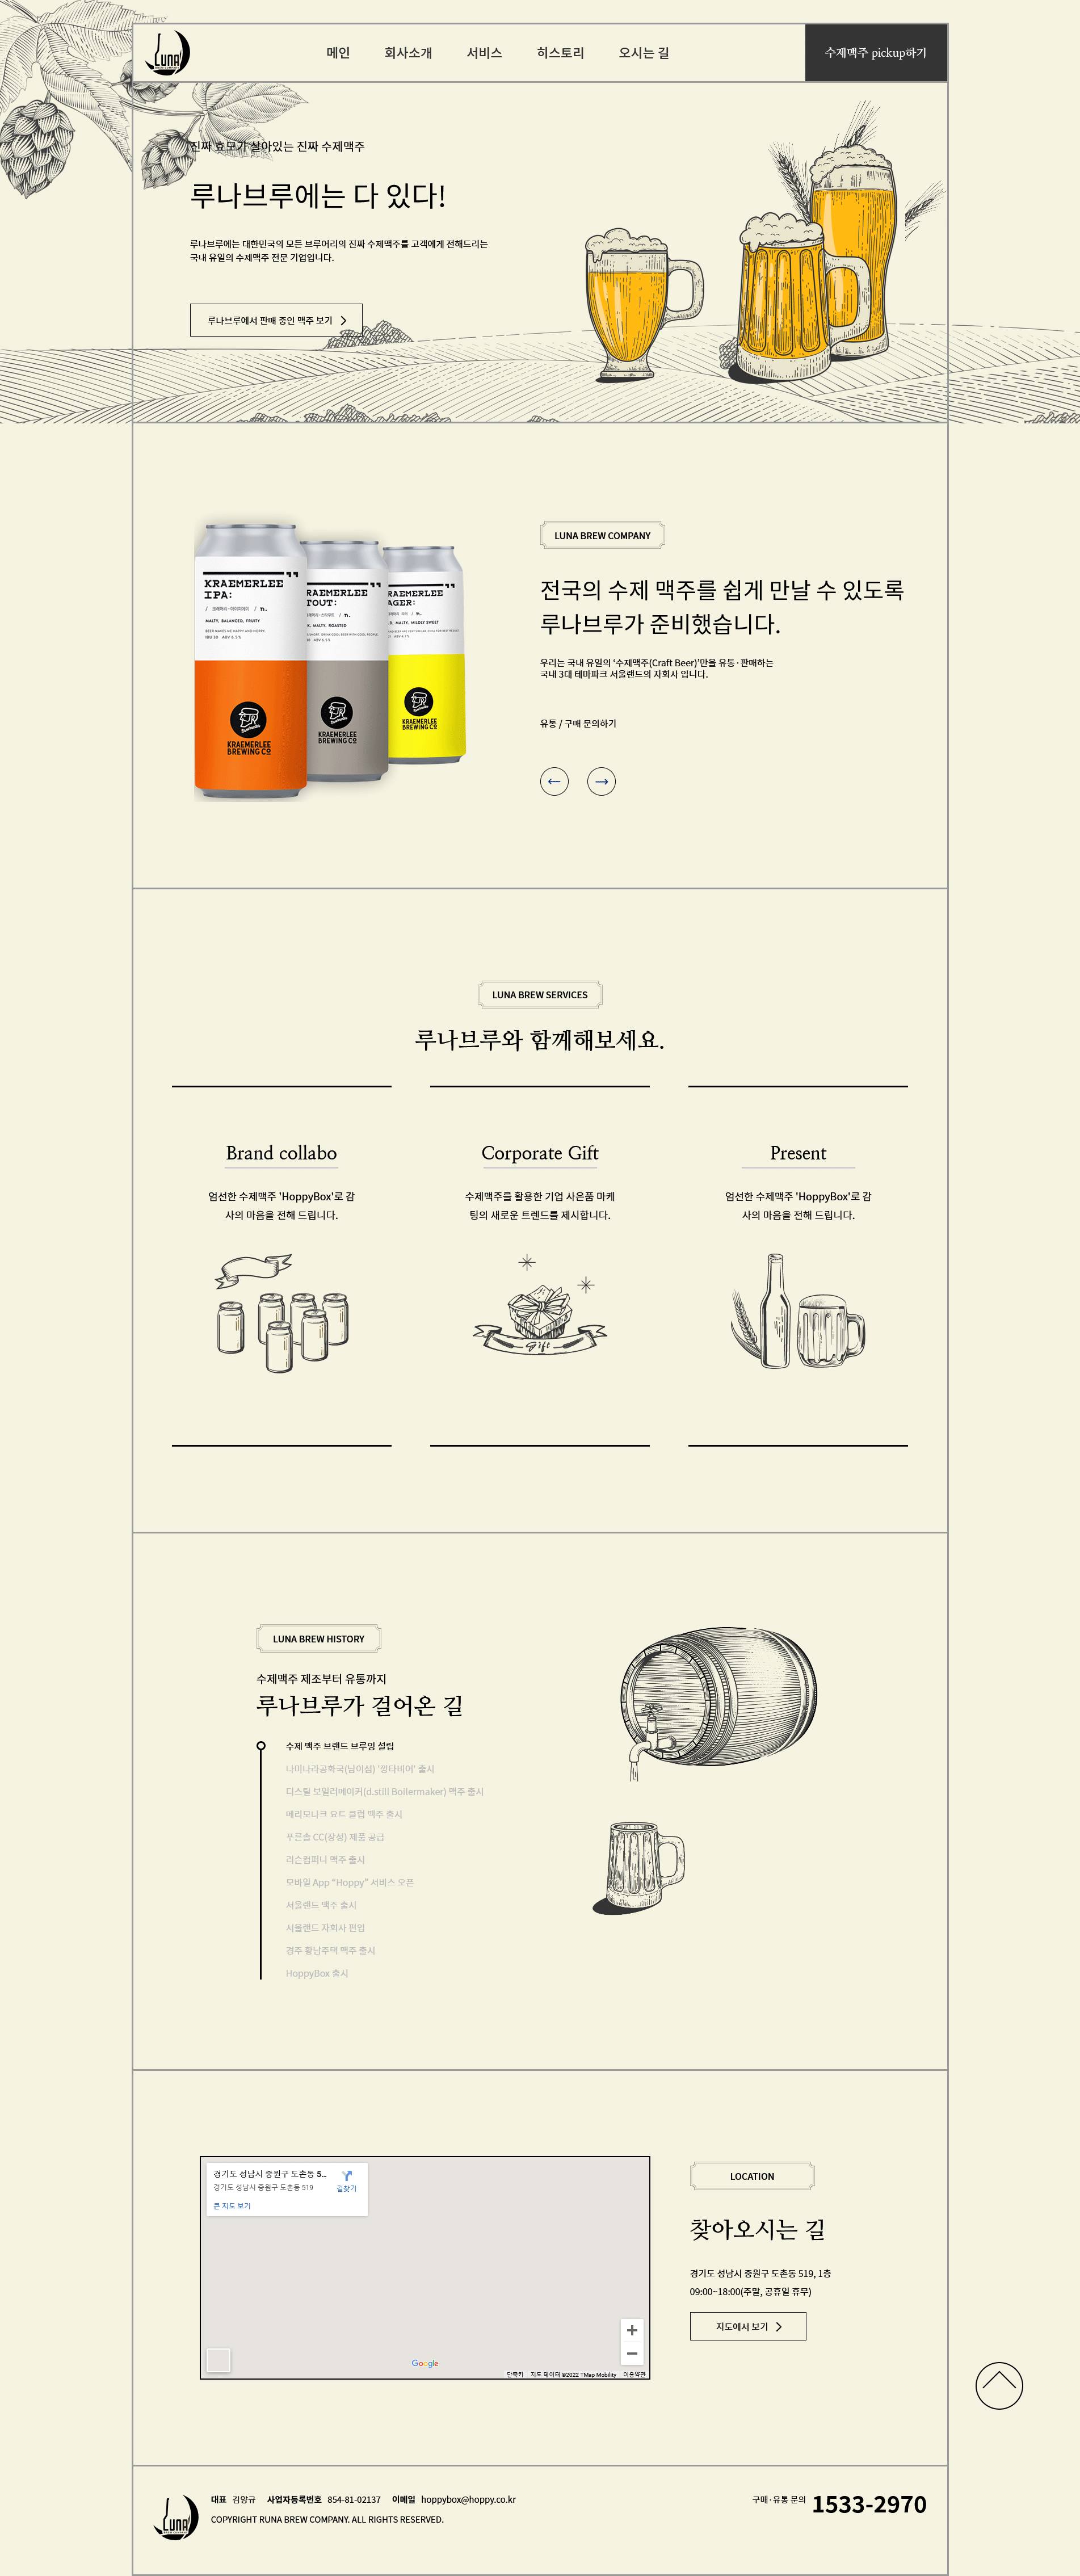 LUNA
메인
회사소개
서비스
히스토리
오시는 길
수제맥주 pickup하기
진짜 효모가 살아있는 진짜 수제맥주
루나브루에는 다 있다!
루나브루에는 대한민국의 모든 브루어리의 진짜 수제맥주를 고객에게 전해드리는
국내 유일의 수제맥주 전문 기업입니다.
루나브루에서 판매 중인 맥주 보기
KRAEMERLEE
IPA:
MALTY, BALANCED, FRUITY
BEER MAKES ME HAPPY AND HOPPY.
KRAEMERLEE
BREWING CO
RAEMERLEE
TOUT:
MALTY, ROASTED
KRAEMERLEE
BREWING CO
RAEMERLEE
AGER:
MALTY, MILDLY SWEET
KRAEMERLEE
BREWING CO
LUNA BREW COMPANY
전국의 수제 맥주를 쉽게 만날 수 있도록
루나브루가 준비했습니다.
우리는 국내 유일의 ‘수제맥주(Craft Beer)’만을 유통·판매하는
국내 3대 테마파크 서울랜드의 자회사 입니다.
유통 / 구매 문의하기
LUNA BREW SERVICES
루나브루와 함께해보세요.
Brand collabo
엄선한 수제맥주 'HoppyBox'로 감
사의 마음을 전해 드립니다.
Corporate Gift
수제맥주를 활용한 기업 사은품 마케
팅의 새로운 트렌드를 제시합니다.
Gift
Present
엄선한 수제맥주 'HoppyBox'로 감
사의 마음을 전해 드립니다.
LUNA BREW HISTORY
수제맥주 제조부터 유통까지
루나브루가 걸어온 길
수제 맥주 브랜드 브루잉 설립
나미나라공화국(남이섬) '깡타비어' 출시
디스틸 보일러메이커(d.still Boilermaker) 맥주 출시
메리모나크 요트 클럽 맥주 출시
푸른솔 CC(장성) 제품 공급
리슨컴퍼니 맥주 출시
모바일 App “Hoppy” 서비스 오픈
서울랜드 맥주 출시
서울랜드 자회사 편입
경주 황남주택 맥주 출시
HoppyBox 출시
경기도 성남시 중원구 도촌동 5...
경기도 성남시 중원구 도촌동 519
길찾기
큰 지도 보기
Google
단축키
지도 데이터 ©2022 TMap Mobility
이용약관
LOCATION
찾아오시는 길
경기도 성남시 중원구 도촌동 519, 1층
09:00~18:00(주말, 공휴일 휴무)
지도에서 보기
LUNA
대표 김양규 사업자등록번호 854-81-02137 이메일 hoppybox@hoppy.co.kr
COPYRIGHT RUNA BREW COMPANY. ALL RIGHTS RESERVED.
구매·유통 문의 1533-2970